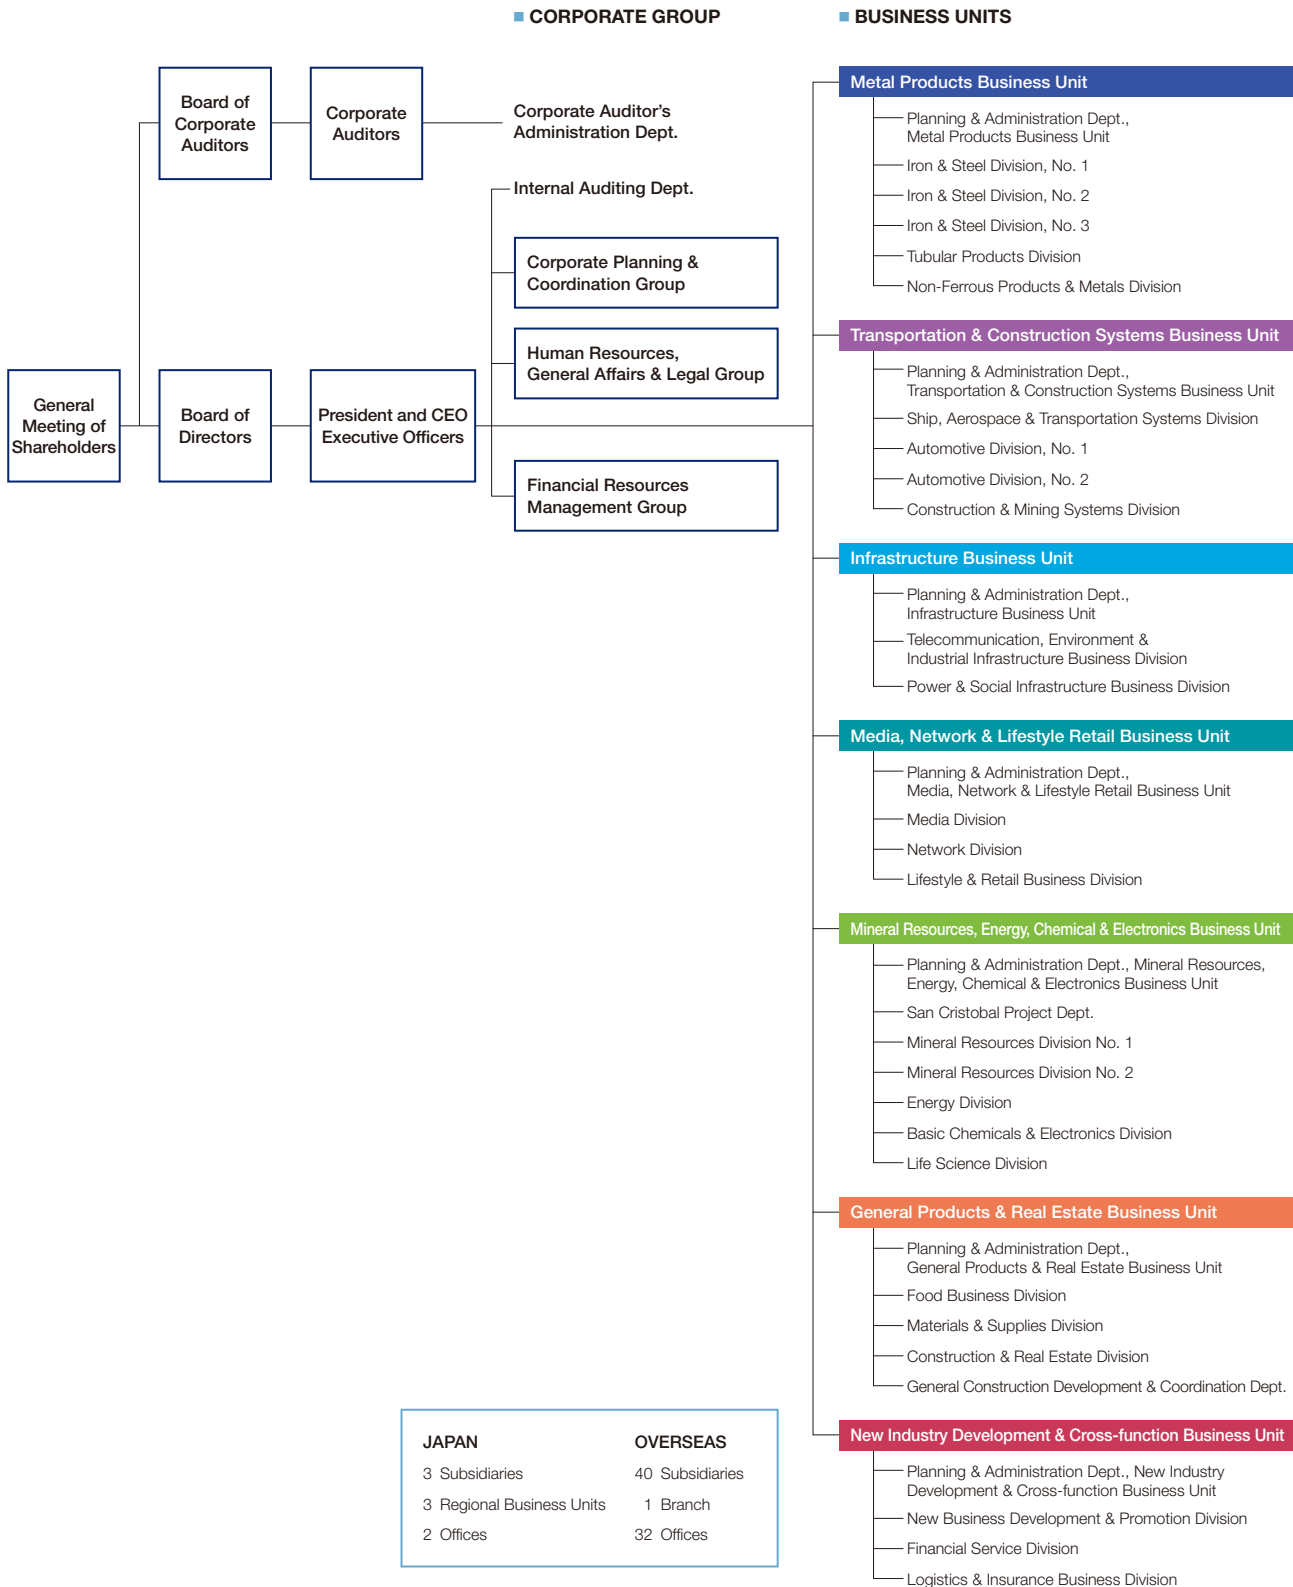 CORPORATE GROUP
BUSINESS UNITS
General
Meeting of
Shareholders
Board of
Corporate
Auditors
Corporate
Auditors
Corporate Auditor’s
Administration Dept.
Board of
Directors
President and CEO
Executive Officers
Internal Auditing Dept.
Corporate Planning &
Coordination Group
Human Resources,
General Affairs & Legal Group
Financial Resources
Management Group
Metal Products Business Unit
Planning & Administration Dept.,
Metal Products Business Unit
Iron & Steel Division, No. 1
Iron & Steel Division, No. 2
Iron & Steel Division, No. 3
Tubular Products Division
Non-Ferrous Products & Metals Division
Transportation & Construction Systems Business Unit
Planning & Administration Dept.,
Transportation & Construction Systems Business Unit
Ship, Aerospace & Transportation Systems Division
Automotive Division, No. 1
Automotive Division, No. 2
Construction & Mining Systems Division
Infrastructure Business Unit
Planning & Administration Dept.,
Infrastructure Business Unit
Telecommunication, Environment &
Industrial Infrastructure Business Division
Power & Social Infrastructure Business Division
Media, Network & Lifestyle Retail Business Unit
Planning & Administration Dept.,
Media, Network & Lifestyle Retail Business Unit
Media Division
Network Division
Lifestyle & Retail Business Division
Mineral Resources, Energy, Chemical & Electronics Business Unit
Planning & Administration Dept., Mineral Resources,
Energy, Chemical & Electronics Business Unit
San Cristobal Project Dept.
Mineral Resources Division No. 1
Mineral Resources Division No. 2
Energy Division
Basic Chemicals & Electronics Division
Life Science Division
General Products & Real Estate Business Unit
Planning & Administration Dept.,
General Products & Real Estate Business Unit
Food Business Division
Materials & Supplies Division
Construction & Real Estate Division
General Construction Development & Coordination Dept.
New Industry Development & Cross-function Business Unit
Planning & Administration Dept., New Industry
Development & Cross-function Business Unit
New Business Development & Promotion Division
Financial Service Division
Logistics & Insurance Business Division
JAPAN
3 Subsidiaries
3 Regional Business Units
2 Offices
OVERSEAS
40 Subsidiaries
1 Branch
32 Offices